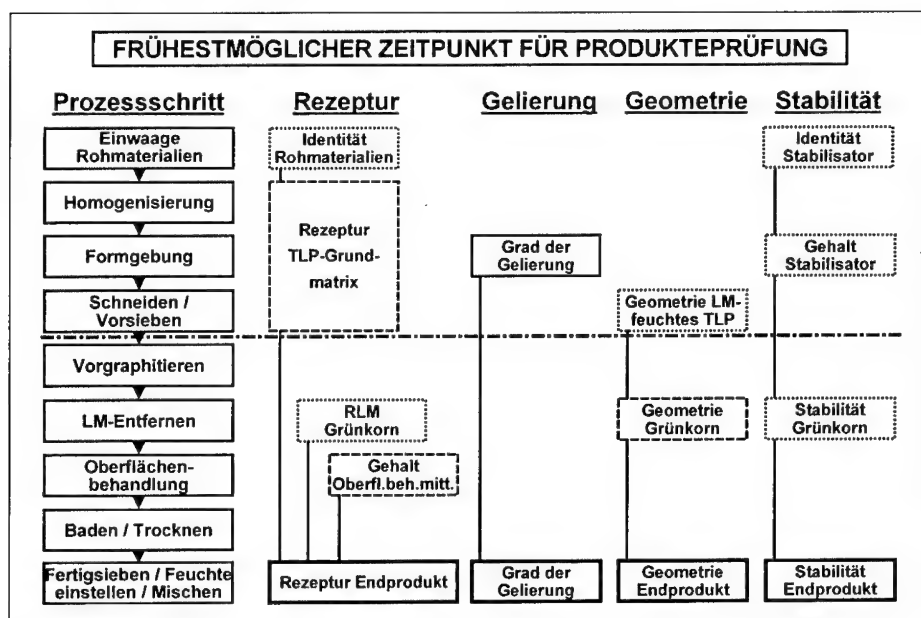 FRÜHESTMÖGLICHER ZEITPUNKT FÜR PRODUKTEPRÜFUNG
Prozessschritt
Rezeptur
Gelierung
Geometrie
Stabilität
Einwaage
Rohmaterialien
Identität
Rohmaterialien
Identität
Stabilisator
Homogenisierung
Rezeptur
TLP-Grund-
matrix
Formgebung
Grad der
Gelierung
Gehalt
Stabilisator
Schneiden /
Vorsieben
Geometrie LM-
feuchtes TLP
Vorgraphitieren
LM-Entfernen
RLM
Grünkorn
Geometrie
Grünkorn
Stabilität
Grünkorn
Oberflächen-
behandlung
Gehalt
Oberfl.beh.mitt.
Baden / Trocknen
Fertigsieben / Feuchte
einstellen / Mischen
Rezeptur Endprodukt
Grad der
Gelierung
Geometrie
Endprodukt
Stabilität
Endprodukt